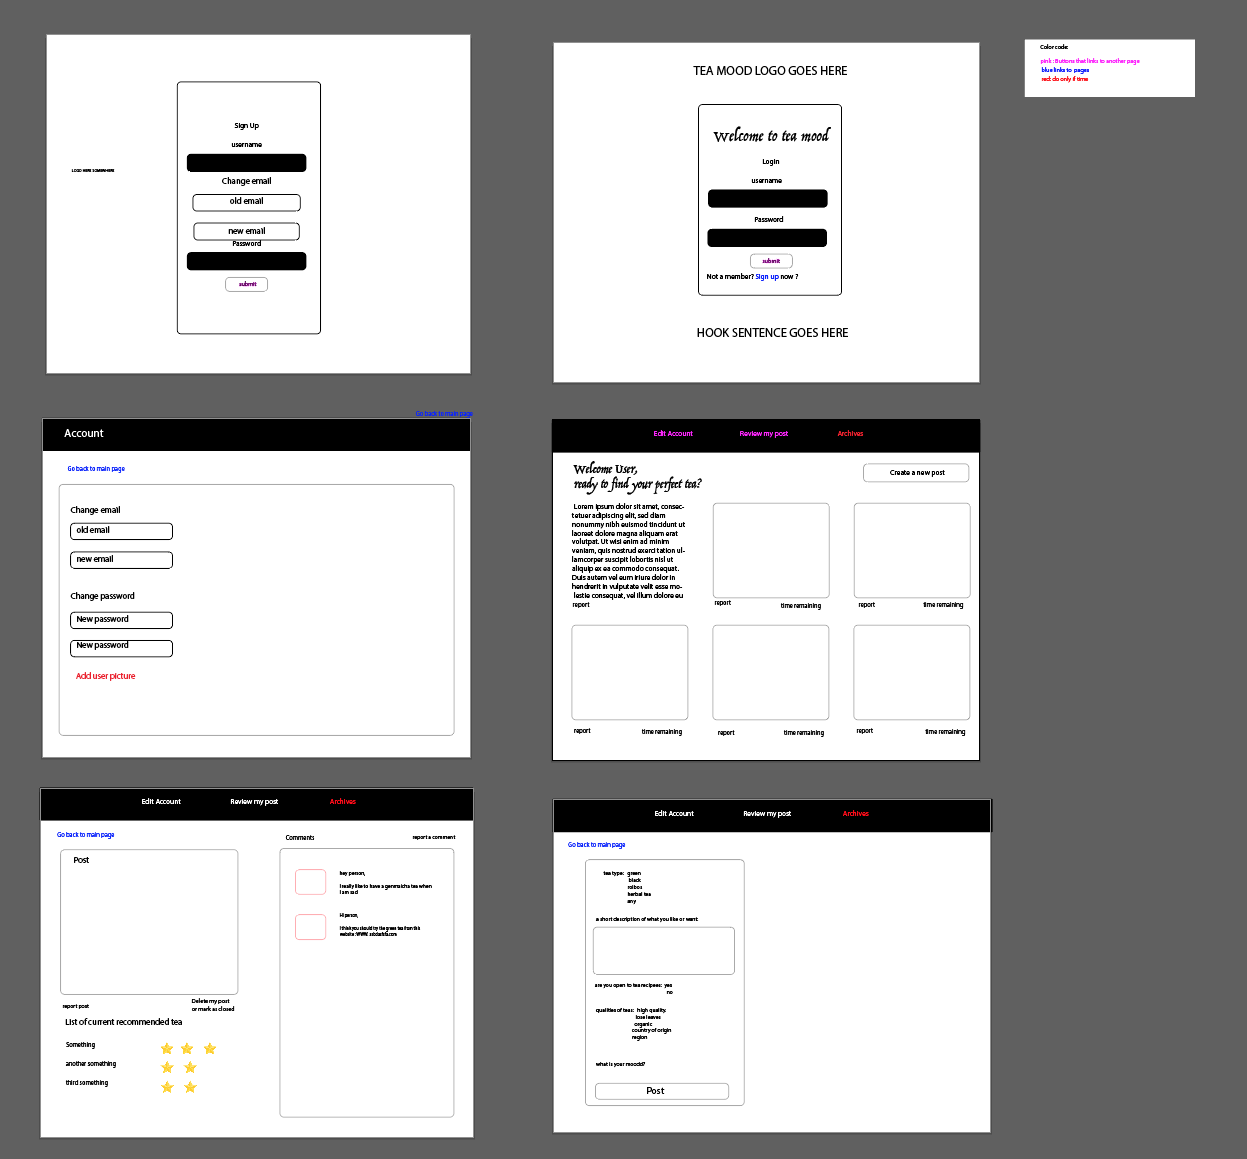 Sign Up
username
LOGO HERE SOMEWHERE
Change email
old email
new email
Password
submit
TEA MOOD LOGO GOES HERE
Welcome to tea mood
Login
username
Password
submit
Not a member? Sign up now ?
HOOK SENTENCE GOES HERE
Color code:
pink : Buttons that links to another page
blue links to pages
red: do only if time
Go back to main page
Account
Go back to main page
Change email
old email
new email
Change password
New password
New password
Add user picture
Edit Account
Review my post
Archives
Welcome User,
ready to find your perfect tea?
Create a new post
Lorem ipsum dolor sit amet, consec-
tetuer adipiscing elit, sed diam
nonummy nibh euismod tincidunt ut
laoreet dolore magna aliquam erat
volutpat. Ut wisi enim ad minim
veniam, quis nostrud exerci tation ul-
lamcorper suscipit lobortis nisl ut
aliquip ex ea commodo consequat.
Duis autem vel eum iriure dolor in
hendrerit in vulputate velit esse mo-
lestie consequat, vel illum dolore eu
report
report
time remaining
report
time remaining
report
time remaining
report
time remaining
report
time remaining
Edit Account
Review my post
Archives
Go back to main page
Post
report post
Delete my post
or mark as closed
List of current recommended tea
Something
another something
third something
Comments
report a comment
hey person,
I really like to have a genmaicha tea when
I am sad
Hi person,
I think you should try the green tea from this
website : WWW.
Edit Account
Review my post
Archives
Go back to main page
tea type: green
black
roibos
herbal tea
any
a short description of what you like or want:
are you open to tea recipees: yes
no
qualities of teas: high quality.
lose leaves
organic
country of origin
region
what is your moodd?
Post